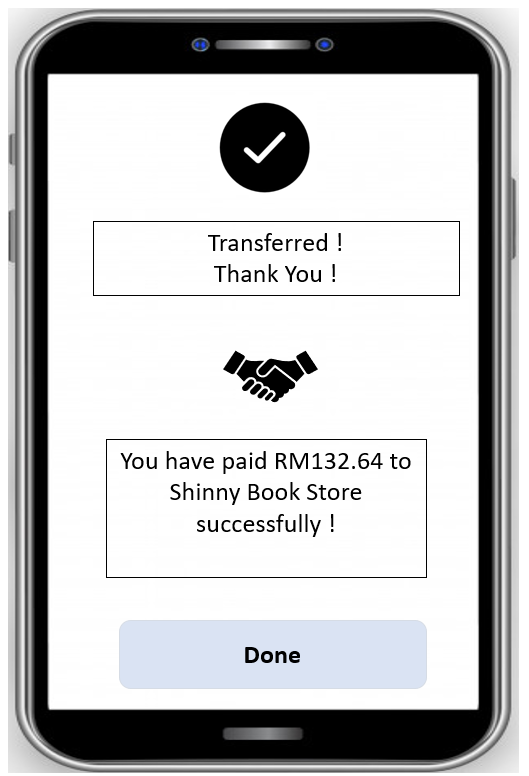 Transferred !
Thank You !
You have paid RM132.64 to
Shinny Book Store
successfully !
Done